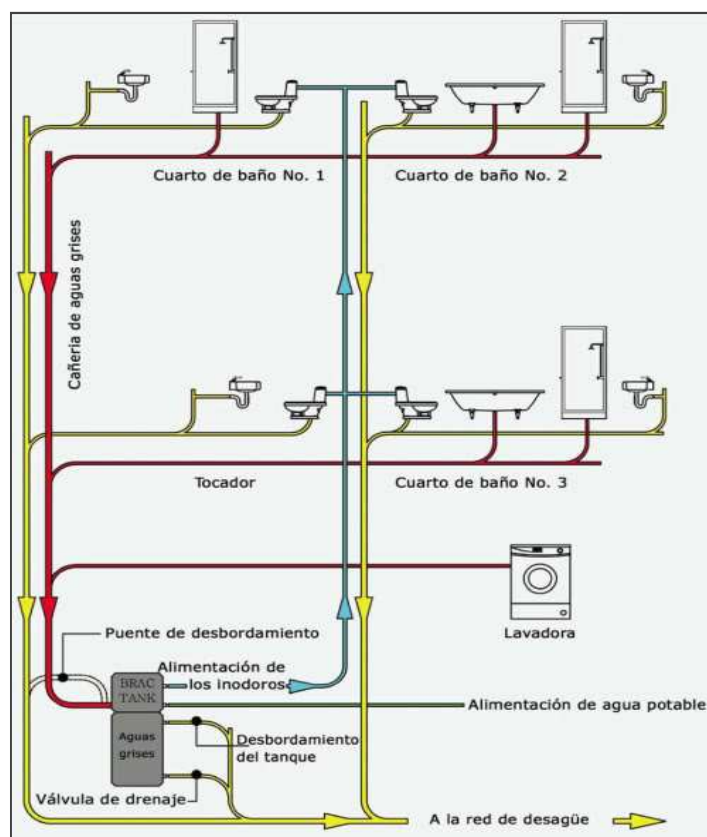 Cuarto de baño No. 1
Cuarto de baño No. 2
Cañeria de aguas grises
Tocador
Cuarto de baño No. 3
Lavadora
Puente de desbordamiento
Alimentación de
los inodoros
BRAC
TANK
Alimentación de agua potable
Aguas
grises
Desbordamiento
del tanque
Válvula de drenaje
A la red de desagüe